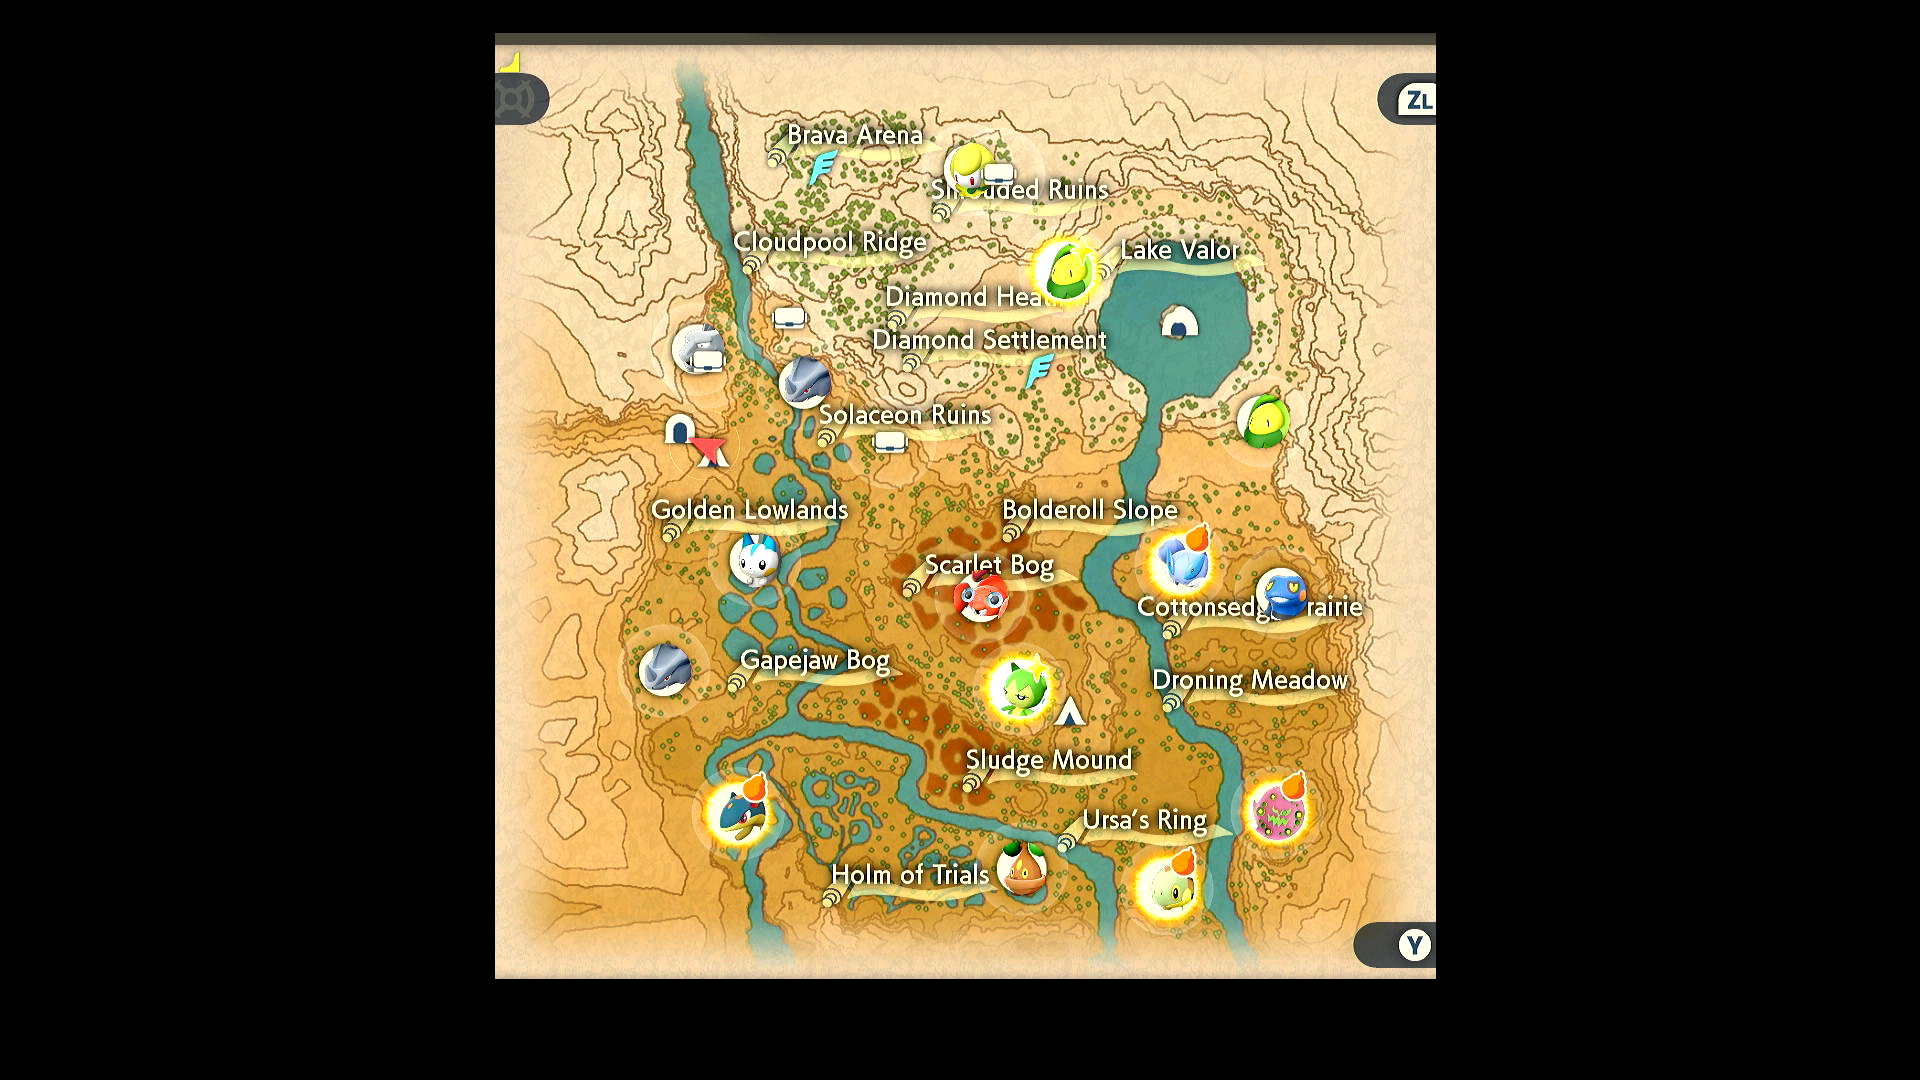 ZL
Brava Arena
Shrouded Ruins
Cloudpool Ridge
Lake Valor
Diamond Heath
Diamond Settlement
Solaceon Ruins
Golden Lowlands
Bolderoll Slope
Scarlet Bog
Cottonsedge Prairie
Gapejaw Bog
Droning Meadow
Sludge Mound
Ursa's Ring
Holm of Trials
Y